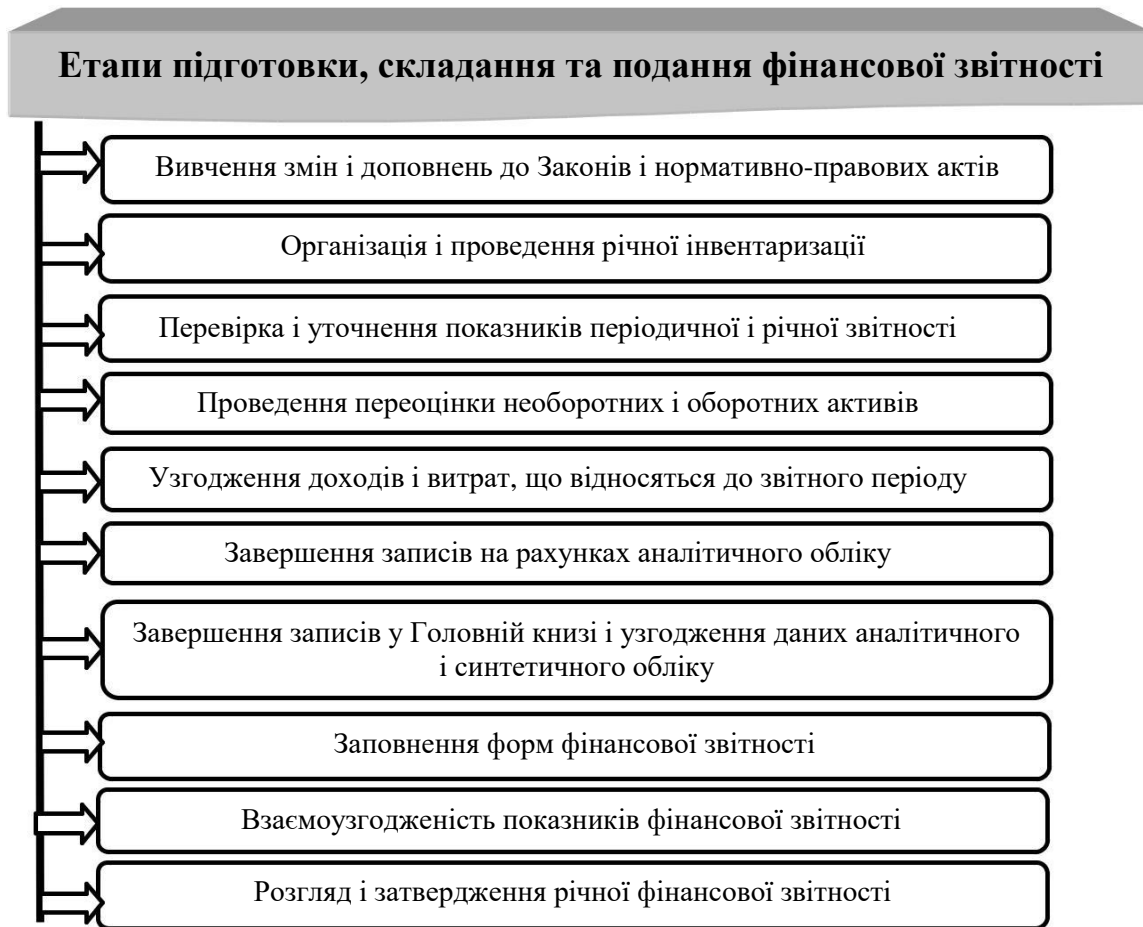 Етапи підготовки, складання та подання фінансової звітності
Вивчення змін і доповнень до Законів і нормативно-правових актів
Організація і проведення річної інвентаризації
Перевірка і уточнення показників періодичної і річної звітності
Проведення переоцінки необоротних і оборотних активів
Узгодження доходів і витрат, що відносяться до звітного періоду
Завершення записів на рахунках аналітичного обліку
Завершення записів у Головній книзі і узгодження даних аналітичного
і синтетичного обліку
Заповнення форм фінансової звітності
Взаємоузгодженість показників фінансової звітності
Розгляд і затвердження річної фінансової звітності